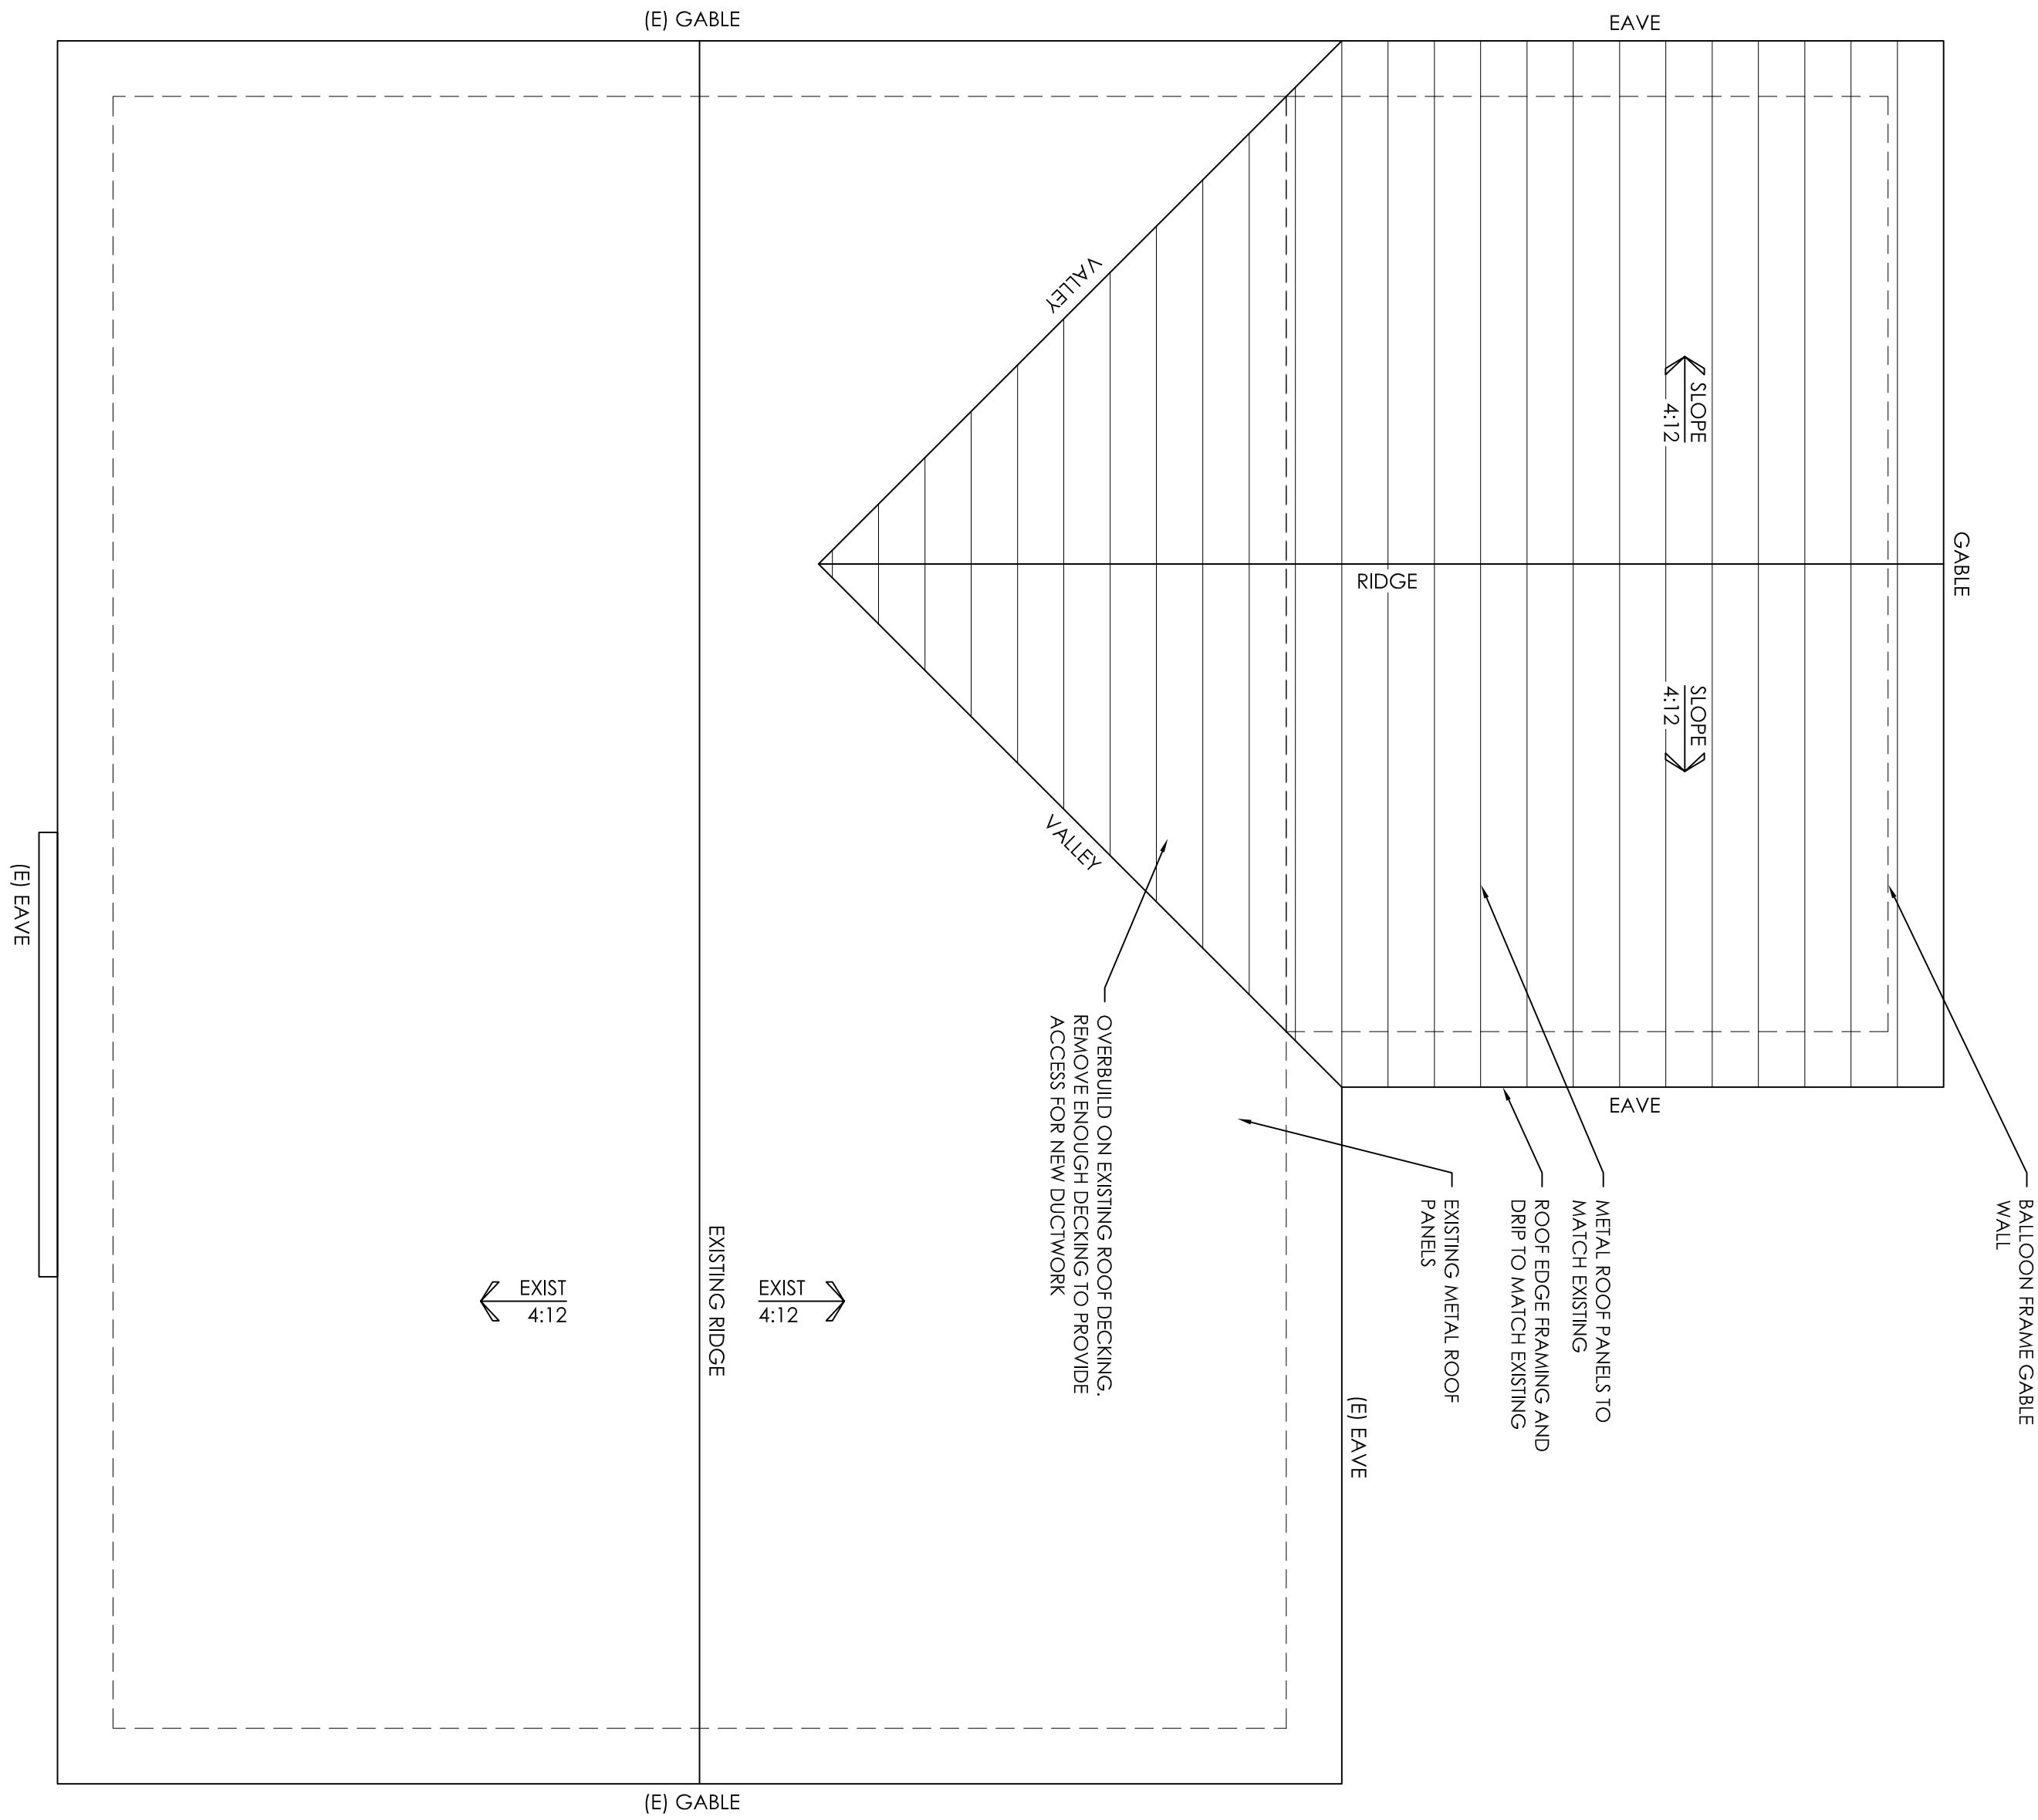 (E) GABLE
EAVE
VALLEY
SLOPE
4:12
GABLE
RIDGE
SLOPE
4:12
VALLEY
(E) EAVE
OVERBUILD ON EXISTING ROOF DECKING.
REMOVE ENOUGH DECKING TO PROVIDE
ACCESS FOR NEW DUCTWORK
EAVE
BALLOON FRAME GABLE
WALL
METAL ROOF PANELS TO
MATCH EXISTING
ROOF EDGE FRAMING AND
DRIP TO MATCH EXISTING
EXISTING METAL ROOF
PANELS
EXISTING RIDGE
EXIST
4:12
EXIST
4:12
(E) EAVE
(E) GABLE